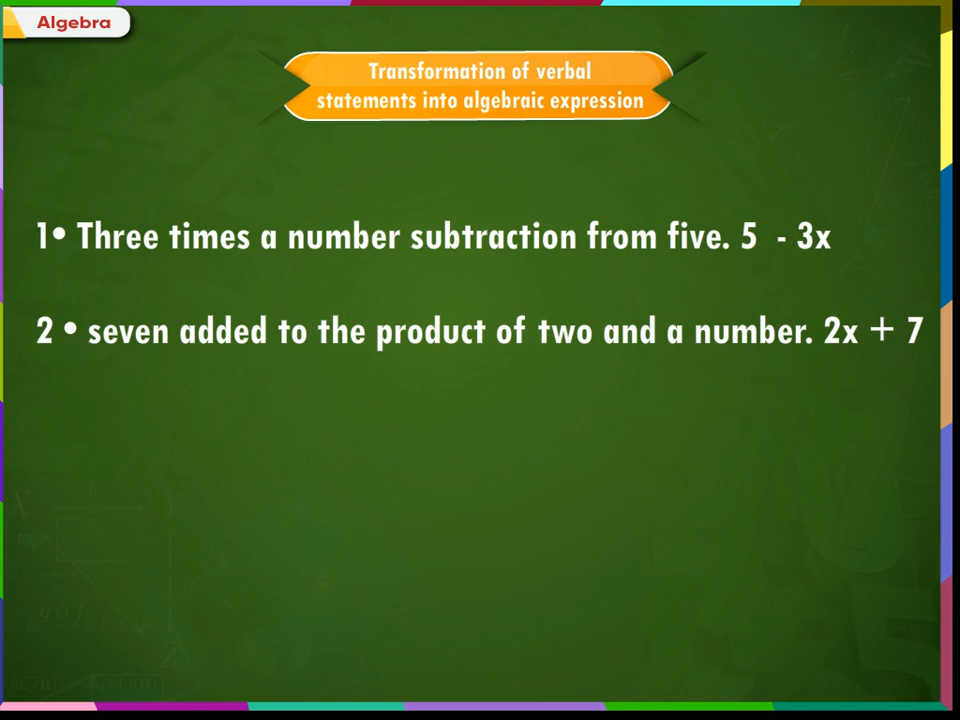 Algebra
Transformation of verbal
statements into algebraic expression
1• Three times a number subtraction from five. 5 - 3x
2 • seven added to the product of two and a number. 2x + 7